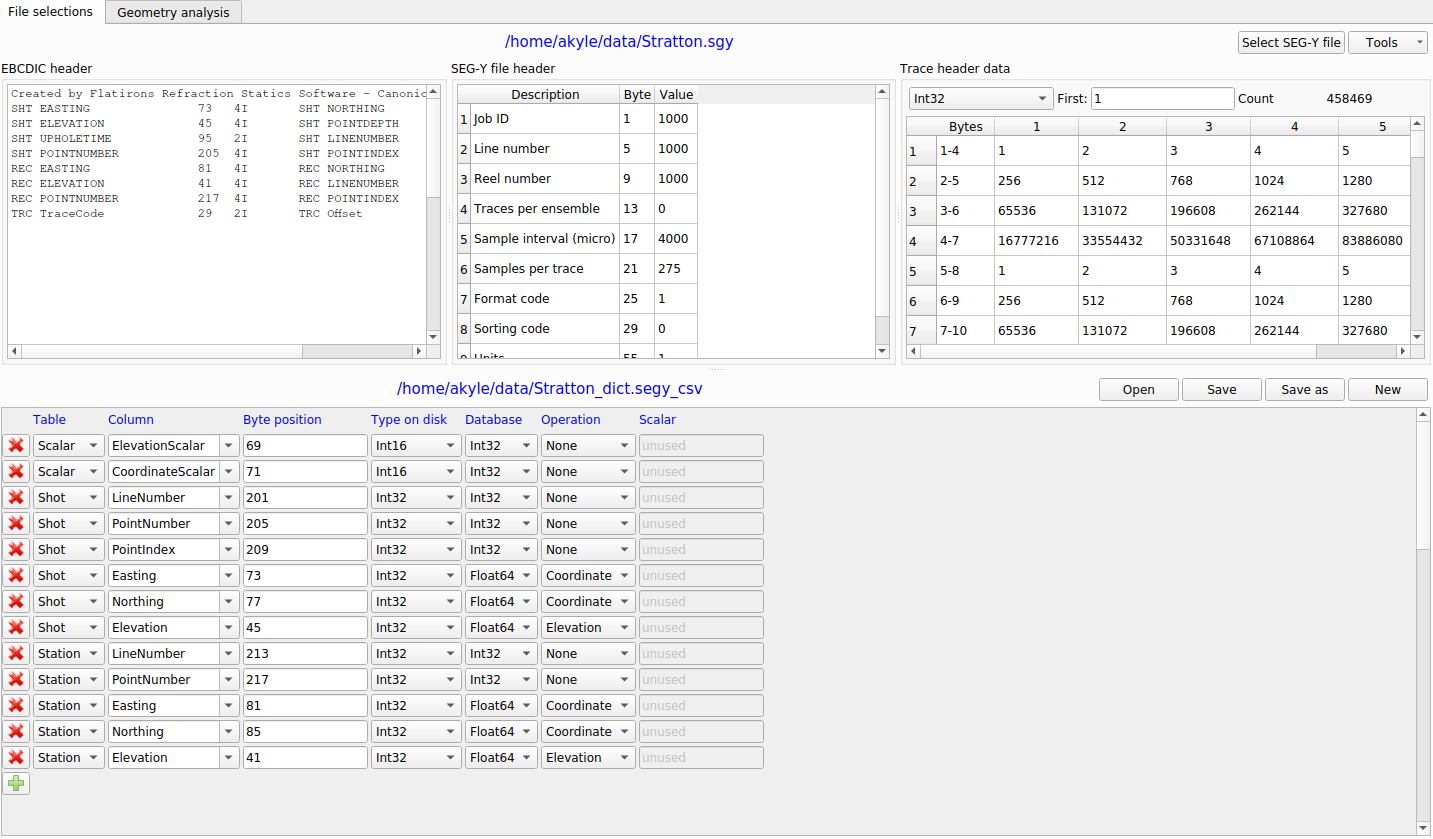 File selections Geometry analysis
/home/akyle/data/Stratton.sgy Select SEG-Y file Tools
EBCDIC header
Created by Flatirons Refraction Statics Software - Canonic
SHT EASTING 73 4I SHT NORTHING
SHT ELEVATION 45 4I SHT POINTDEPTH
SHT UPHOLETIME 95 2I SHT LINENUMBER
SHT POINTNUMBER 205 4I SHT POINTINDEX
REC EASTING 81 4I REC NORTHING
REC ELEVATION 41 4I REC LINENUMBER
REC POINTNUMBER 217 4I REC POINTINDEX
TRC TraceCode 29 2I TRC Offset
SEG-Y file header
Description Byte Value
1 Job ID 1 1000
2 Line number 5 1000
3 Reel number 9 1000
4 Traces per ensemble 13 0
5 Sample interval (micro) 17 4000
6 Samples per trace 21 275
7 Format code 25 1
8 Sorting code 29 0
9 Units 55 1
Trace header data
Int32 First: 1 Count 458469
Bytes 1 2 3 4 5
1 1-4 1 2 3 4 5
2 2-5 256 512 768 1024 1280
3 3-6 65536 131072 196608 262144 327680
4 4-7 16777216 33554432 50331648 67108864 83886080
5 5-8 1 2 3 4 5
6 6-9 256 512 768 1024 1280
7 7-10 65536 131072 196608 262144 327680
/home/akyle/data/Stratton_dict.segy_csv Open Save Save as New
Table Column Byte position Type on disk Database Operation Scalar
Scalar ElevationScalar 69 Int16 Int32 None unused
Scalar CoordinateScalar 71 Int16 Int32 None unused
Shot LineNumber 201 Int32 Int32 None unused
Shot PointNumber 205 Int32 Int32 None unused
Shot PointIndex 209 Int32 Int32 None unused
Shot Easting 73 Int32 Float64 Coordinate unused
Shot Northing 77 Int32 Float64 Coordinate unused
Shot Elevation 45 Int32 Float64 Elevation unused
Station LineNumber 213 Int32 Int32 None unused
Station PointNumber 217 Int32 Int32 None unused
Station Easting 81 Int32 Float64 Coordinate unused
Station Northing 85 Int32 Float64 Coordinate unused
Station Elevation 41 Int32 Float64 Elevation unused